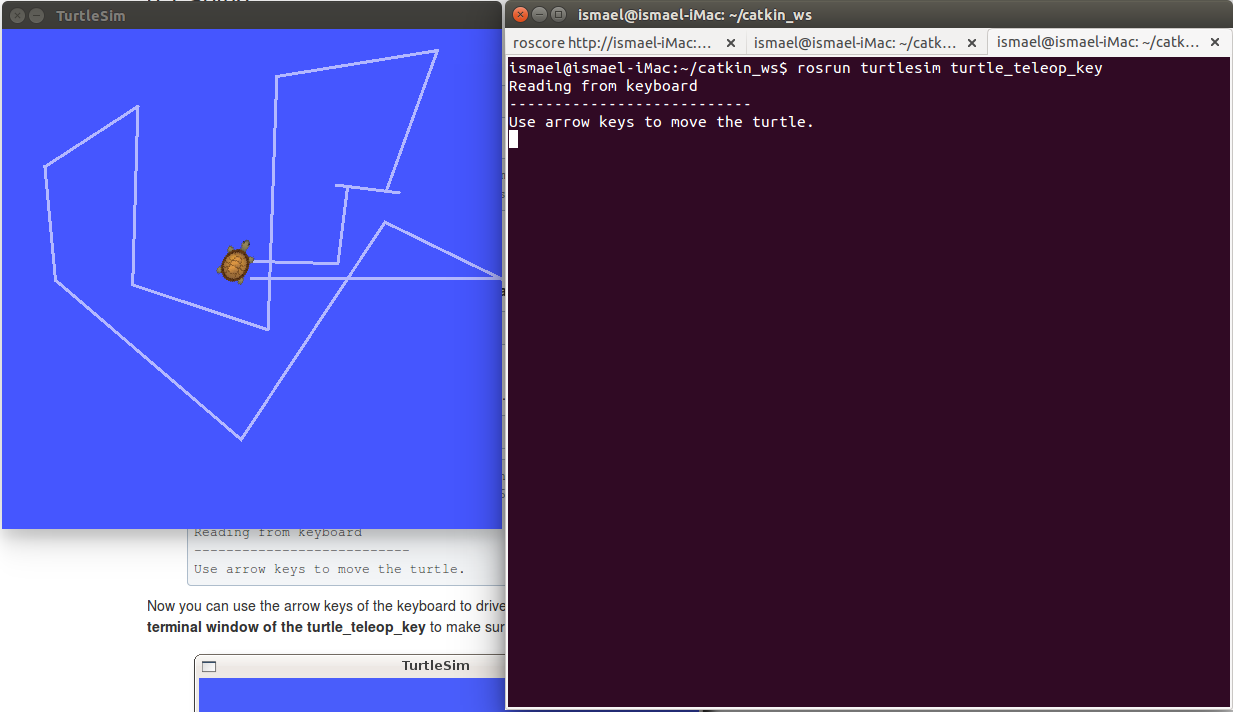 TurtleSim
ismael@ismael-iMac: ~/catkin_ws
roscore http://ismael-iMac:...
ismael@ismael-iMac: ~/catk...
ismael@ismael-iMac: ~/catk...
ismael@ismael-iMac:~/catkin_ws$ rosrun turtlesim turtle_teleop_key
Reading from keyboard
---------------------------
Use arrow keys to move the turtle.
Reading from keyboard
---------------------------
Use arrow keys to move the turtle.
Now you can use the arrow keys of the keyboard to drive
terminal window of the turtle_teleop_key to make sur
TurtleSim